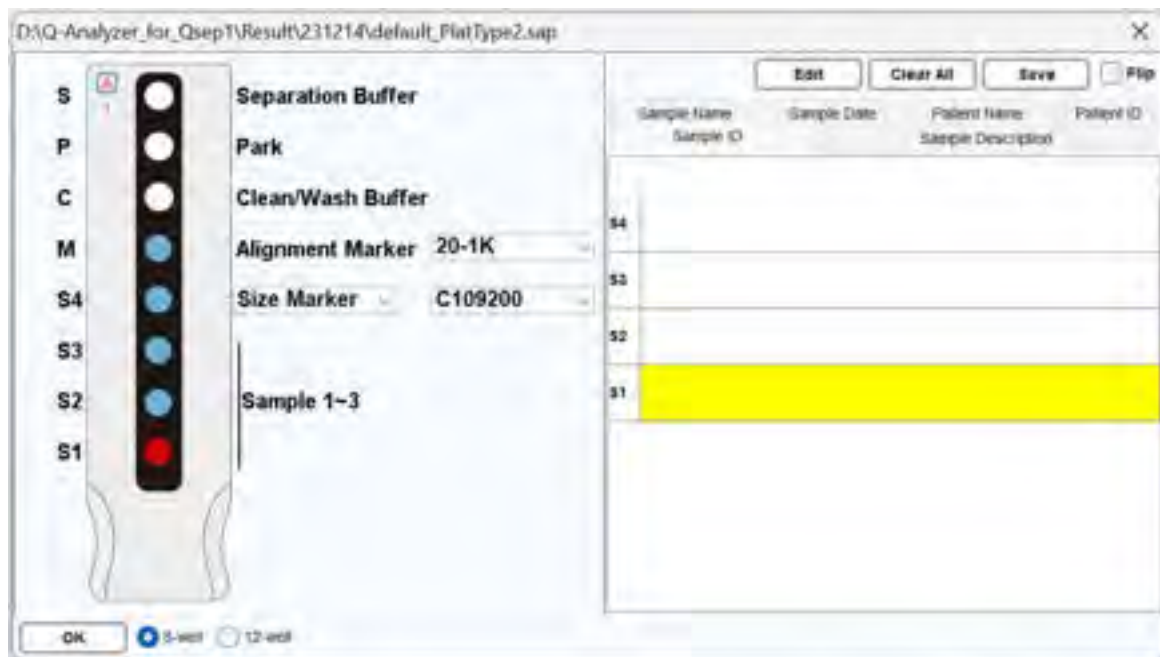 D:\Q-Analyzer_for_Qsep1\Result\231214\default_PlatType2.sap
Edit Clear All Save Flip
Sample Name Sample Date Patient Name Patient ID
Sample ID Sample Description
A
1
S Separation Buffer
P Park
C Clean/Wash Buffer
M Alignment Marker 20-1K
S4 Size Marker C109200
S3
S2 Sample 1~3
S1
S4
S3
S2
S1
OK 8-well 12-well